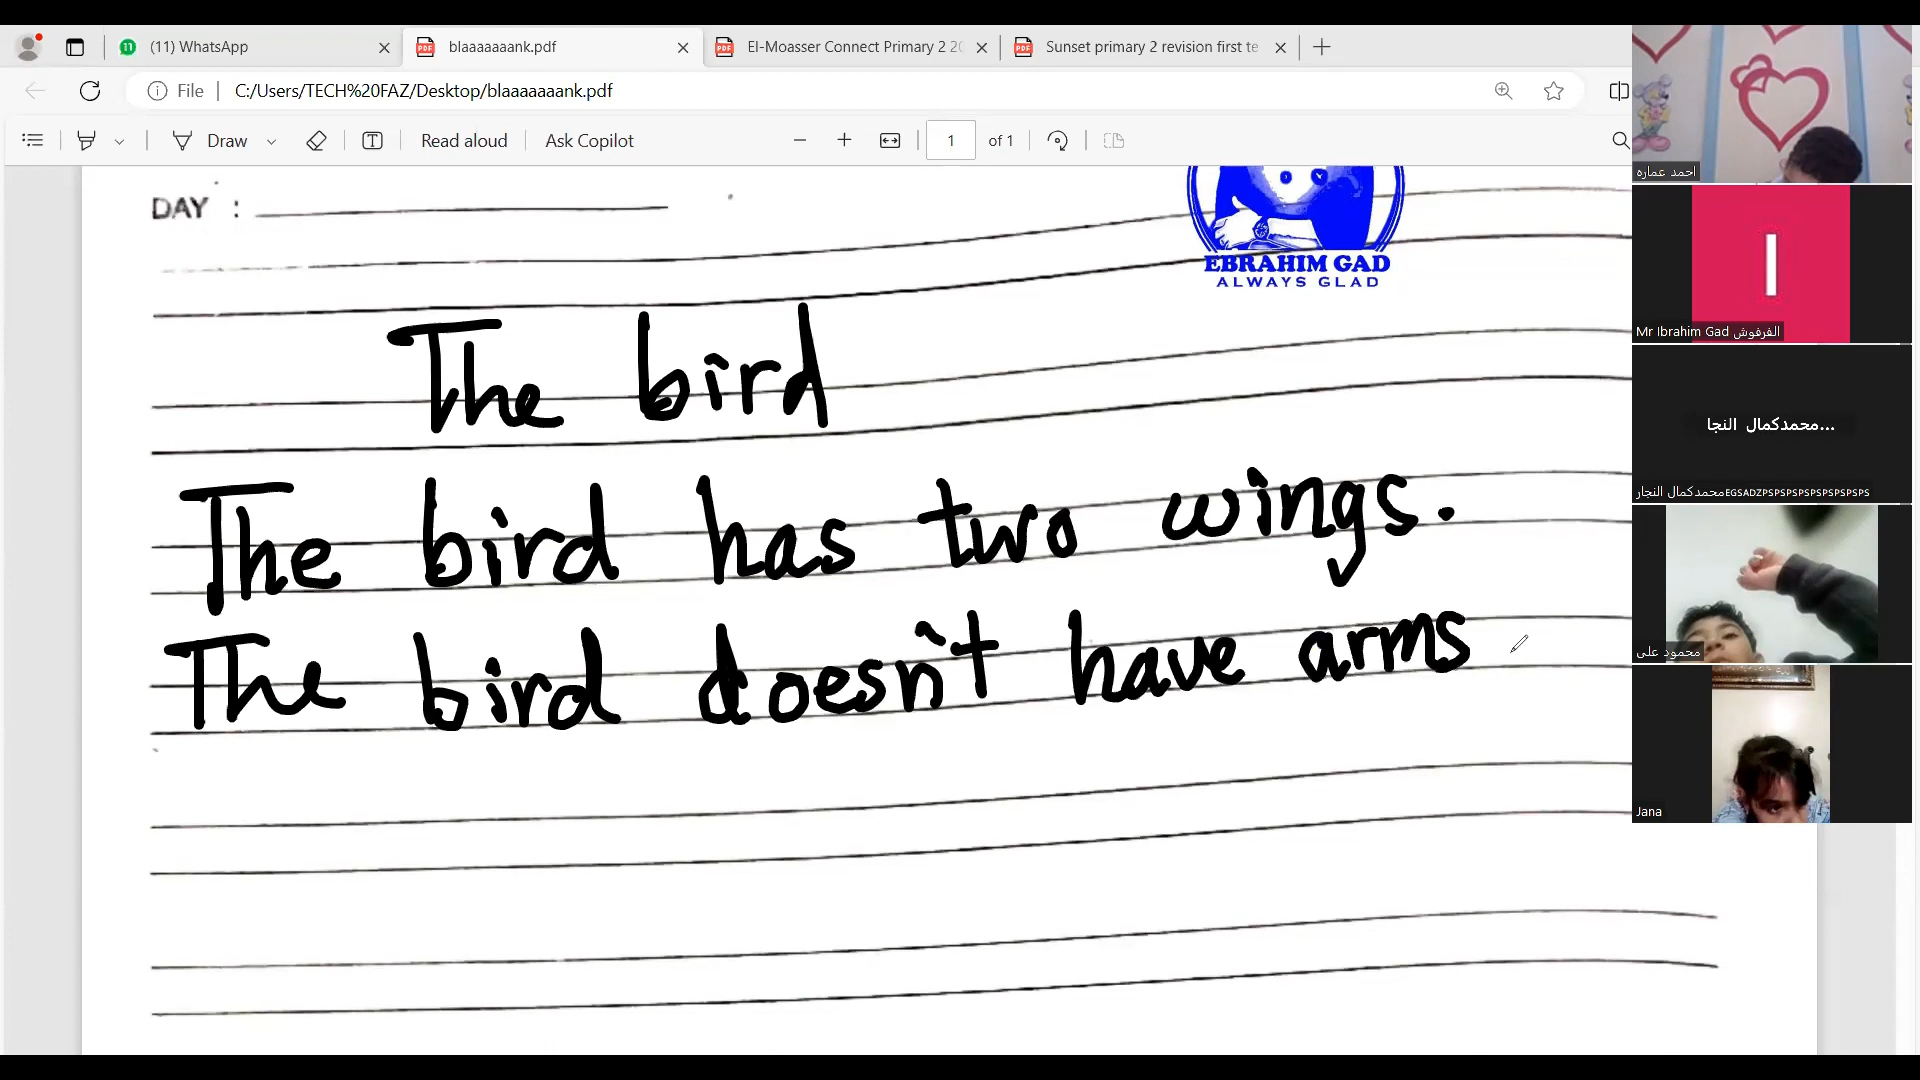 (11) WhatsApp
blaaaaaaank.pdf
El-Moasser Connect Primary 2 20
Sunset primary 2 revision first te
File
C:/Users/TECH%20FAZ/Desktop/blaaaaaaank.pdf
Draw
Read aloud
Ask Copilot
1 of 1
DAY :
EBRAHIM GAD
ALWAYS GLAD
The bird
The bird has two wings.
The bird doesn't have arms
احمد عماره
I
Mr Ibrahim Gad الفرفوش
محمدكمال النجا...
محمدكمال النجارEGSADZPSPSPSPSPSPSPSPSPS
محمود على
Jana